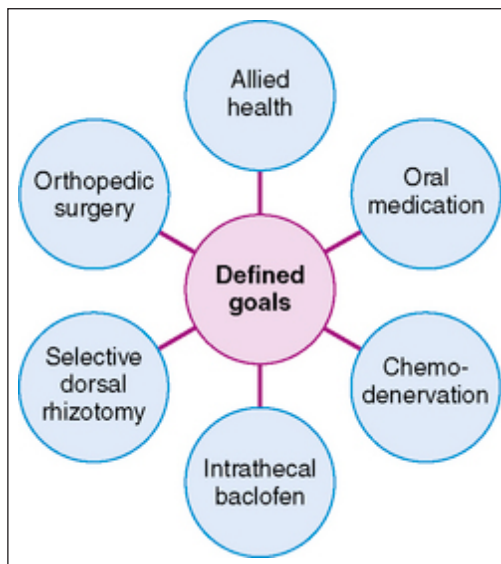 Allied
health
Oral
medication
Chemo-
denervation
Intrathecal
baclofen
Selective
dorsal
rhizotomy
Orthopedic
surgery
Defined
goals